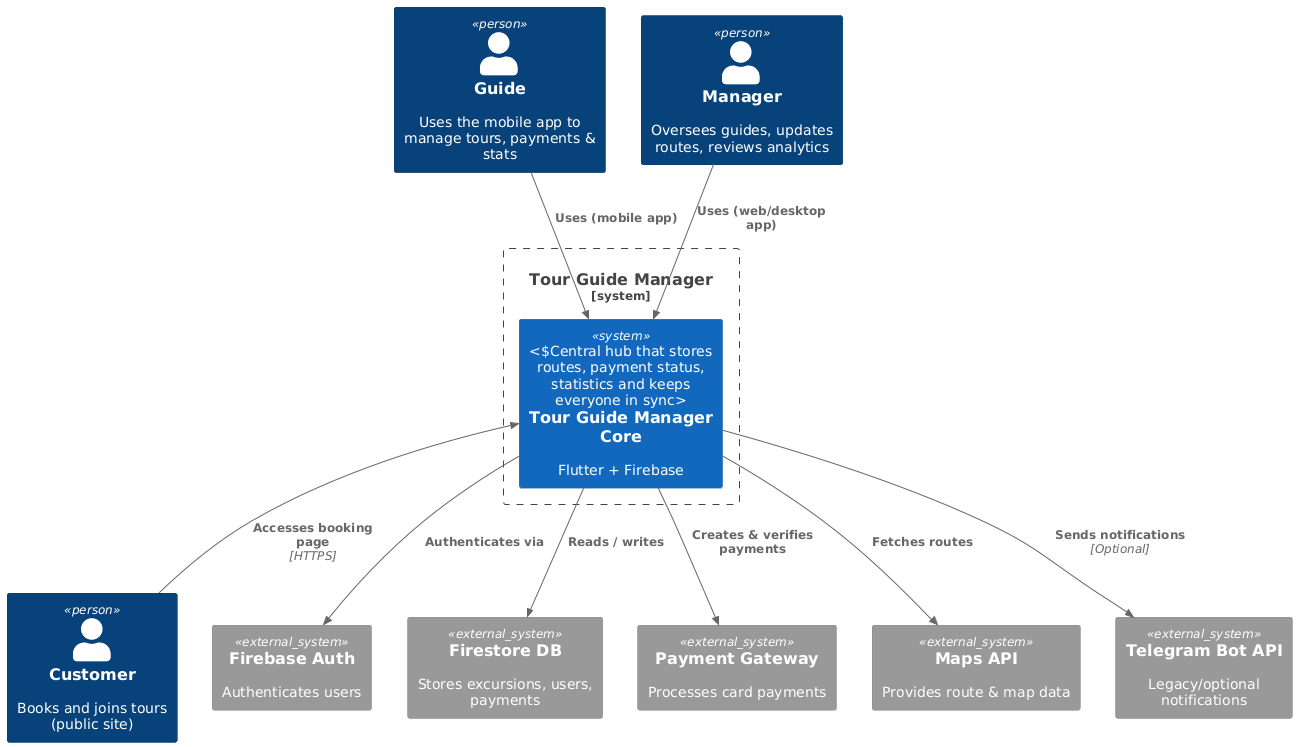 «person»
Guide
Uses the mobile app to
manage tours, payments &
stats
«person»
Manager
Oversees guides, updates
routes, reviews analytics
Uses (mobile app)
Uses (web/desktop
app)
Tour Guide Manager
[system]
«system»
<$Central hub that stores
routes, payment status,
statistics and keeps
everyone in sync>
Tour Guide Manager
Core
Flutter + Firebase
Accesses booking
page
[HTTPS]
Authenticates via
Reads / writes
Creates & verifies
payments
Fetches routes
Sends notifications
[Optional]
«person»
Customer
Books and joins tours
(public site)
«external_system»
Firebase Auth
Authenticates users
«external_system»
Firestore DB
Stores excursions, users,
payments
«external_system»
Payment Gateway
Processes card payments
«external_system»
Maps API
Provides route & map data
«external_system»
Telegram Bot API
Legacy/optional
notifications